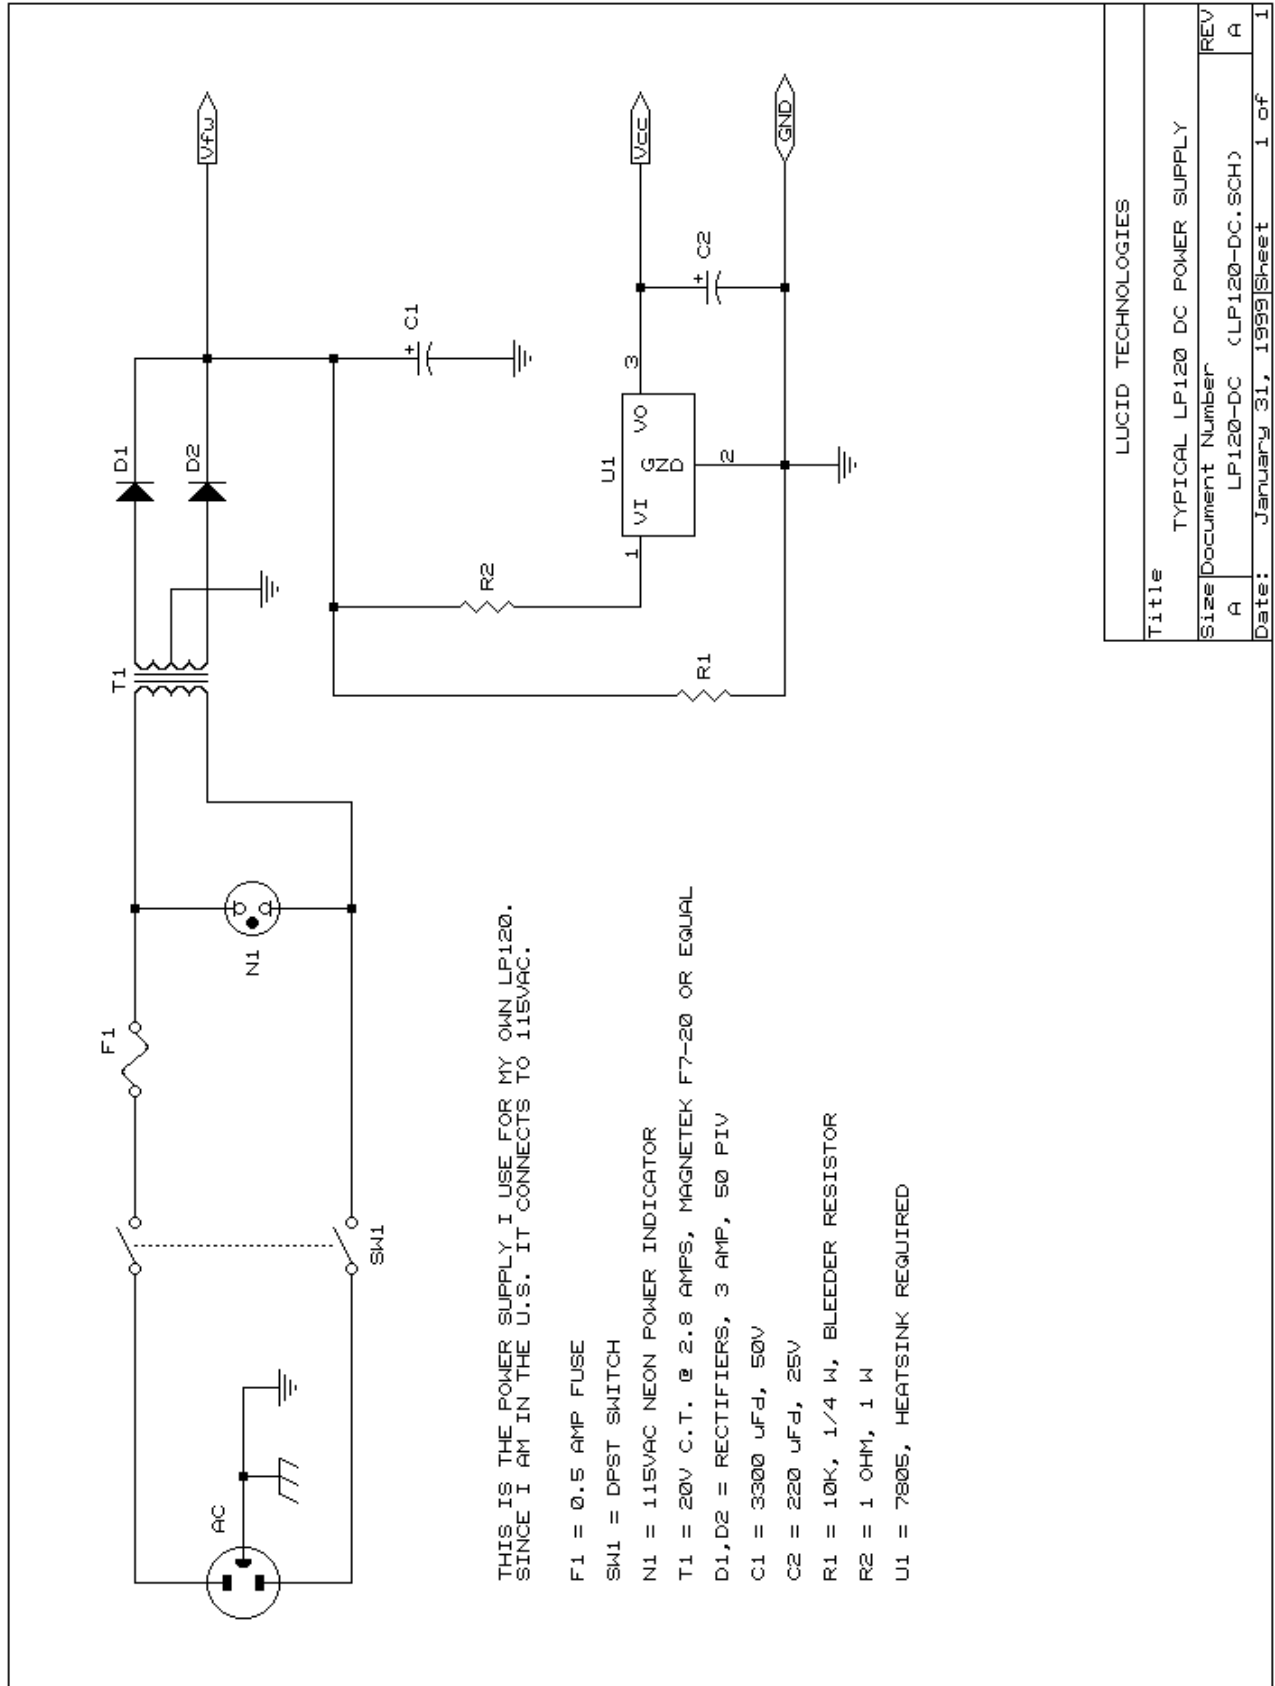 AC
SW1
F1
N1
T1
D1
D2
Vfw
C1
R2
R1
U1
VI
VO
GND
1
2
3
C2
Vcc
GND
THIS IS THE POWER SUPPLY I USE FOR MY OWN LP120.
SINCE I AM IN THE U.S. IT CONNECTS TO 115VAC.
F1 = 0.5 AMP FUSE
SW1 = DPST SWITCH
N1 = 115VAC NEON POWER INDICATOR
T1 = 20V C.T. @ 2.8 AMPS, MAGNETEK F7-20 OR EQUAL
D1,D2 = RECTIFIERS, 3 AMP, 50 PIV
C1 = 3300 uFd, 50V
C2 = 220 uFd, 25V
R1 = 10K, 1/4 W, BLEEDER RESISTOR
R2 = 1 OHM, 1 W
U1 = 7805, HEATSINK REQUIRED
LUCID TECHNOLOGIES
Title
TYPICAL LP120 DC POWER SUPPLY
Size Document Number REV
A LP120-DC (LP120-DC.SCH) A
Date: January 31, 1999 Sheet 1 of 1